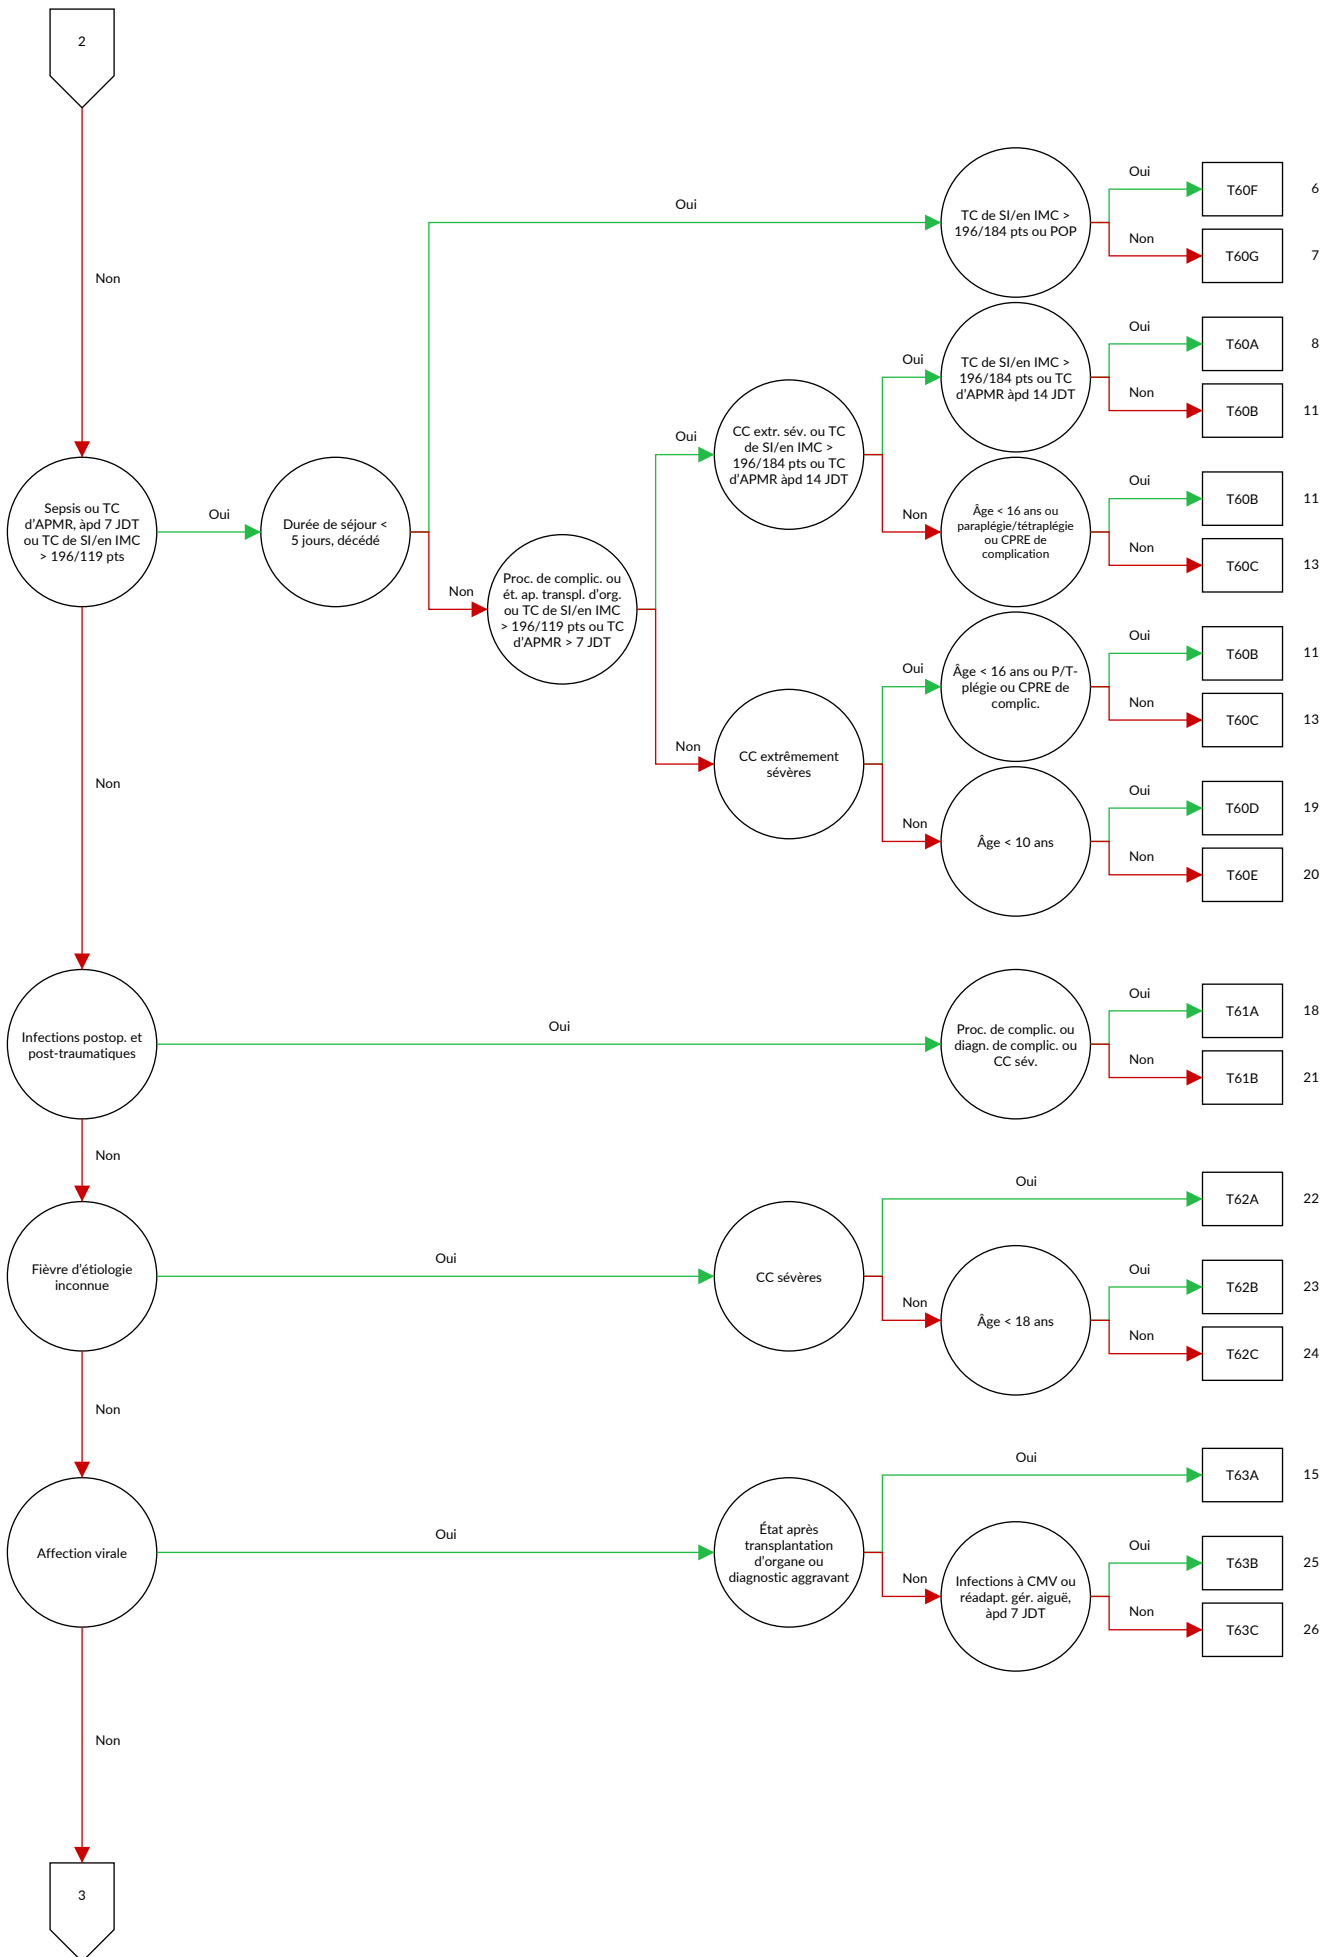 2
Non
Oui
TC de SI/en IMC >
196/184 pts ou POP
Oui
T60F
6
Non
T60G
7
Oui
TC de SI/en IMC >
196/184 pts ou TC
d'APMR àpd 14 JDT
Oui
T60A
8
Non
T60B
11
Oui
CC extr. sév. ou TC
de SI/en IMC >
196/184 pts ou TC
d'APMR àpd 14 JDT
Non
Âge < 16 ans ou
paraplégie/tétraplégie
ou CPRE de
complication
Oui
T60B
11
Non
T60C
13
Sepsis ou TC
d'APMR, àpd 7 JDT
ou TC de SI/en IMC
> 196/119 pts
Oui
Durée de séjour <
5 jours, décédé
Non
Proc. de complic. ou
ét. ap. transpl. d'org.
ou TC de SI/en IMC
> 196/119 pts ou TC
d'APMR > 7 JDT
Oui
Âge < 16 ans ou P/T-
plégie ou CPRE de
complic.
Oui
T60B
11
Non
T60C
13
Non
CC extrêmement
sévères
Non
Âge < 10 ans
Oui
T60D
19
Non
T60E
20
Non
Infections postop. et
post-traumatiques
Oui
Proc. de complic. ou
diagn. de complic. ou
CC sév.
Oui
T61A
18
Non
T61B
21
Non
Fièvre d'étiologie
inconnue
Oui
CC sévères
Oui
T62A
22
Non
Âge < 18 ans
Oui
T62B
23
Non
T62C
24
Non
Affection virale
Oui
État après
transplantation
d'organe ou
diagnostic aggravant
Oui
T63A
15
Non
Infections à CMV ou
réadapt. gér. aiguë,
àpd 7 JDT
Oui
T63B
25
Non
T63C
26
Non
3